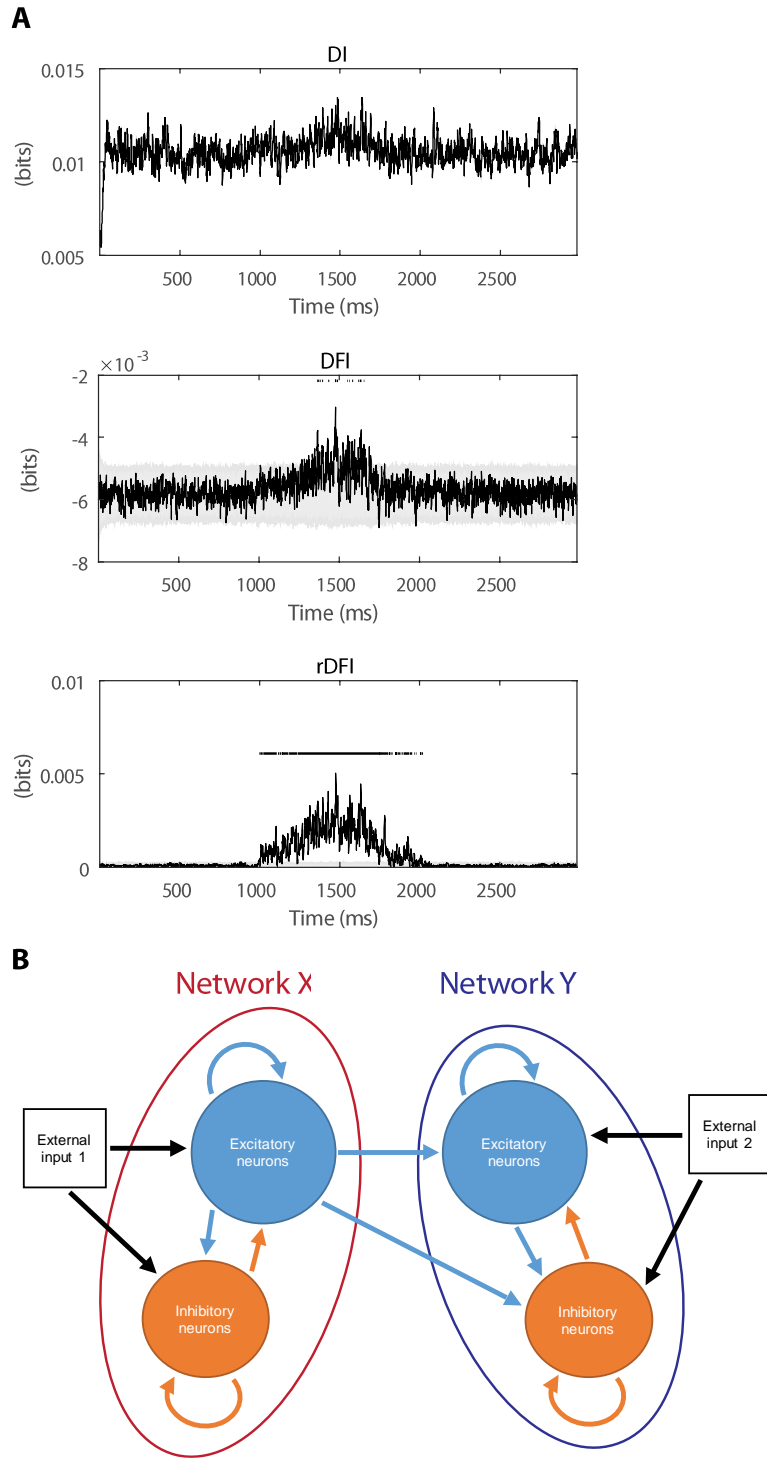 A
DI
0.015
0.01
0.005
(bits)
500 1000 1500 2000 2500
Time (ms)
×10⁻³
DFI
-2
-4
-6
-8
(bits)
500 1000 1500 2000 2500
Time (ms)
rDFI
0.01
0.005
0
(bits)
500 1000 1500 2000 2500
Time (ms)
B
Network X
Network Y
External
input 1
Excitatory
neurons
Excitatory
neurons
External
input 2
Inhibitory
neurons
Inhibitory
neurons